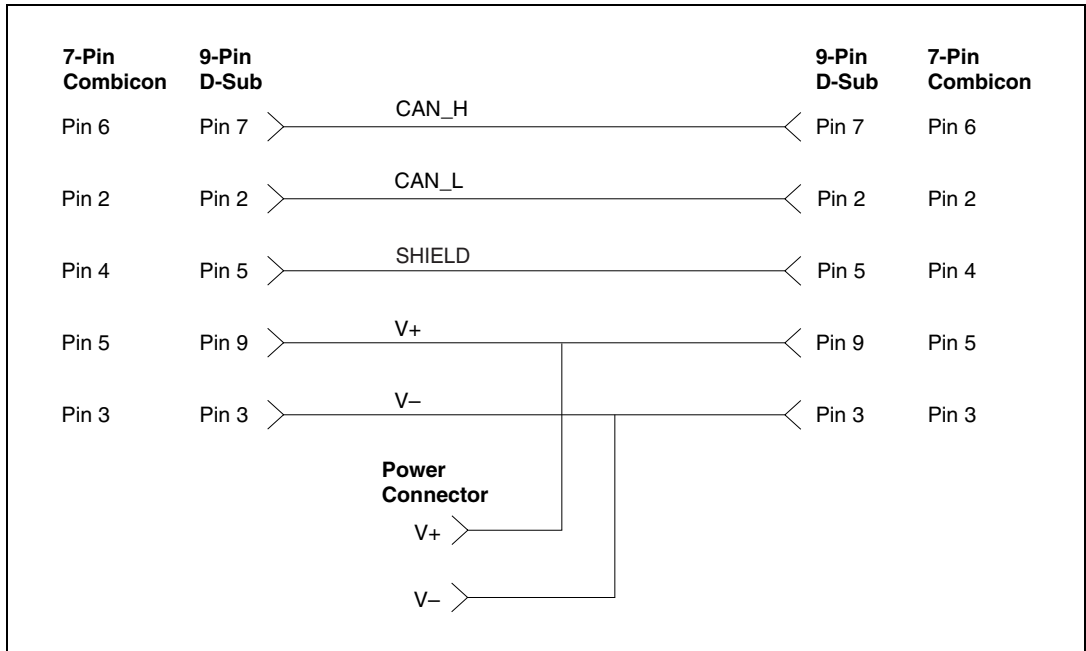 7-Pin Combicon
9-Pin D-Sub
9-Pin D-Sub
7-Pin Combicon
CAN_H
Pin 6 Pin 7 Pin 7 Pin 6
CAN_L
Pin 2 Pin 2 Pin 2 Pin 2
SHIELD
Pin 4 Pin 5 Pin 5 Pin 4
V+
Pin 5 Pin 9 Pin 9 Pin 5
V–
Pin 3 Pin 3 Pin 3 Pin 3
Power
Connector
V+
V–